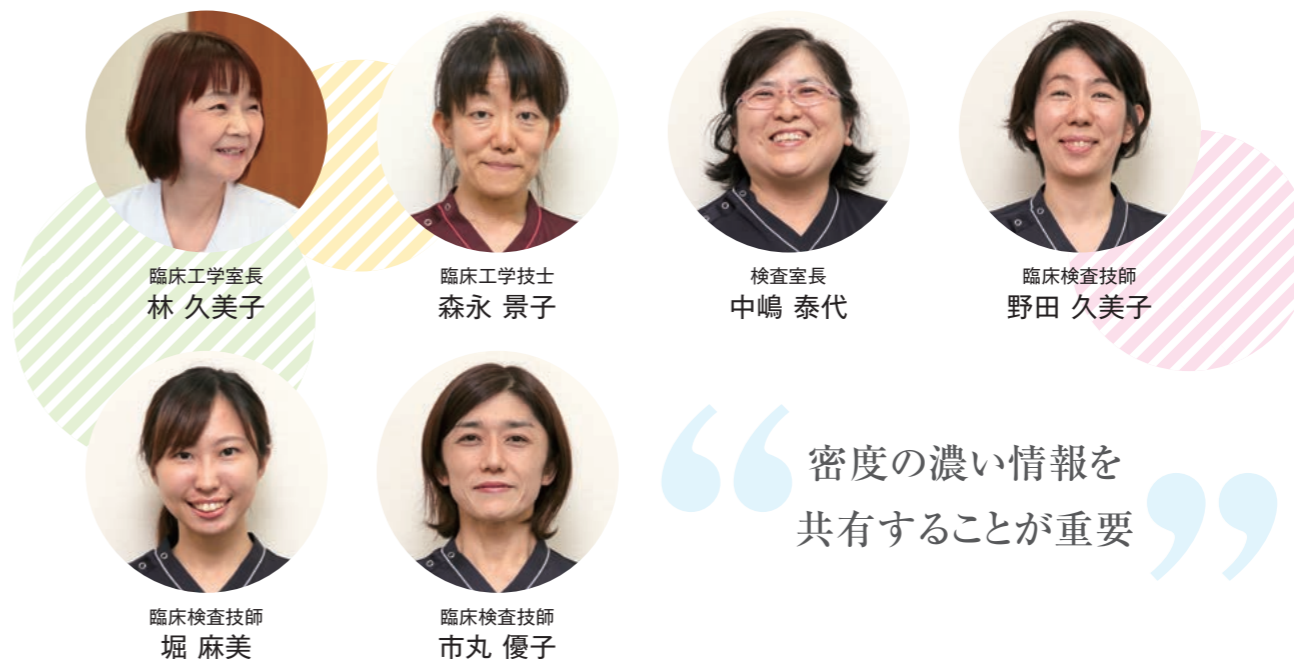 臨床工学室長
林 久美子
臨床工学技士
森永 景子
検査室長
中嶋 泰代
臨床検査技師
野田 久美子
臨床検査技師
堀 麻美
臨床検査技師
市丸 優子
“密度の濃い情報を
共有することが重要”